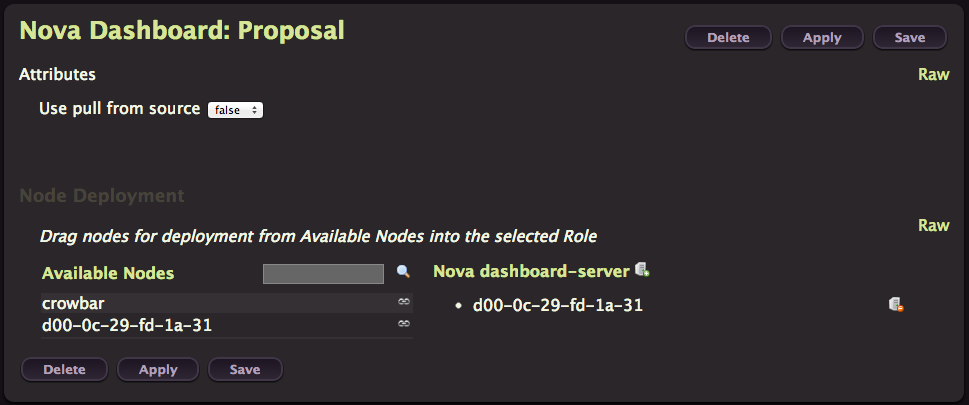 Nova Dashboard: Proposal
Delete
Apply
Save
Attributes
Raw
Use pull from source false
Node Deployment
Raw
Drag nodes for deployment from Available Nodes into the selected Role
Available Nodes
Nova dashboard-server
crowbar
d00-0c-29-fd-1a-31
• d00-0c-29-fd-1a-31
Delete
Apply
Save